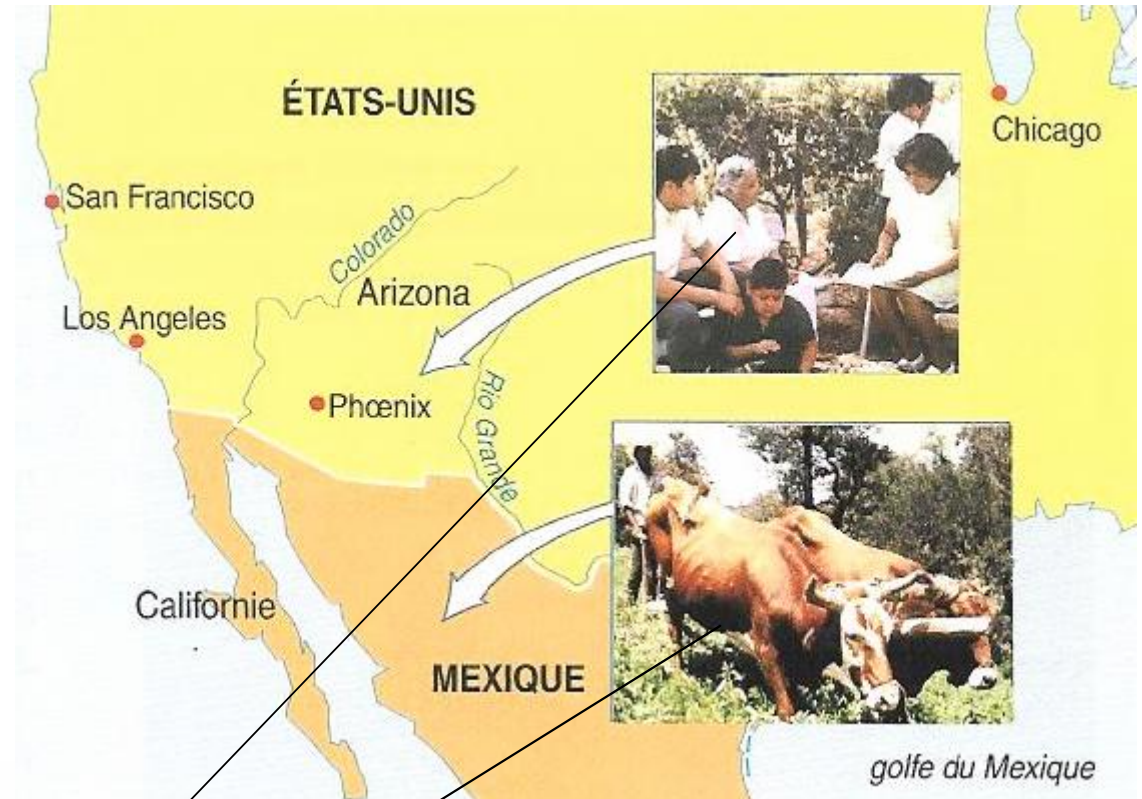 ÉTATS-UNIS
Chicago
San Francisco
Colorado
Arizona
Los Angeles
Phœnix
Rio Grande
Californie
MEXIQUE
golfe du Mexique